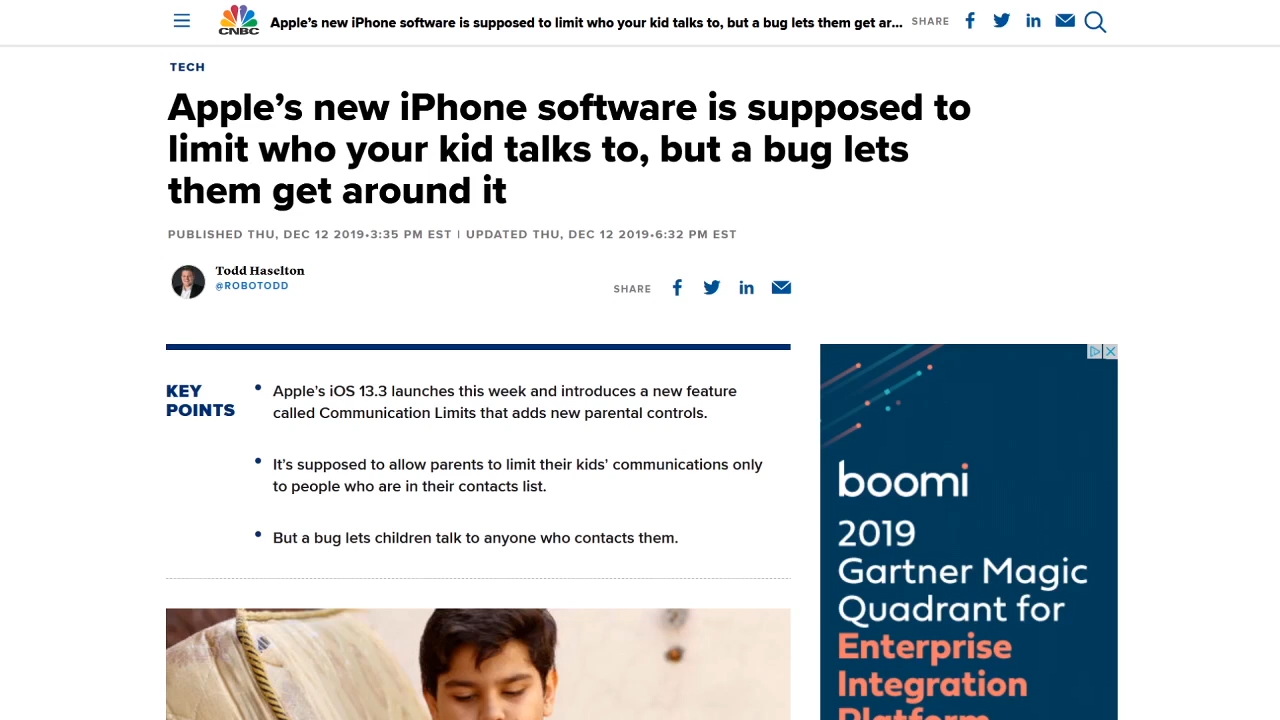 CNBC
Apple’s new iPhone software is supposed to limit who your kid talks to, but a bug lets them get ar...
SHARE
TECH
Apple’s new iPhone software is supposed to
limit who your kid talks to, but a bug lets
them get around it
PUBLISHED THU, DEC 12 2019•3:35 PM EST | UPDATED THU, DEC 12 2019•6:32 PM EST
Todd Haselton
@ROBOTODD
SHARE
KEY
POINTS
• Apple’s iOS 13.3 launches this week and introduces a new feature
called Communication Limits that adds new parental controls.
• It’s supposed to allow parents to limit their kids’ communications only
to people who are in their contacts list.
• But a bug lets children talk to anyone who contacts them.
boomi
2019
Gartner Magic
Quadrant for
Enterprise
Integration
Platform